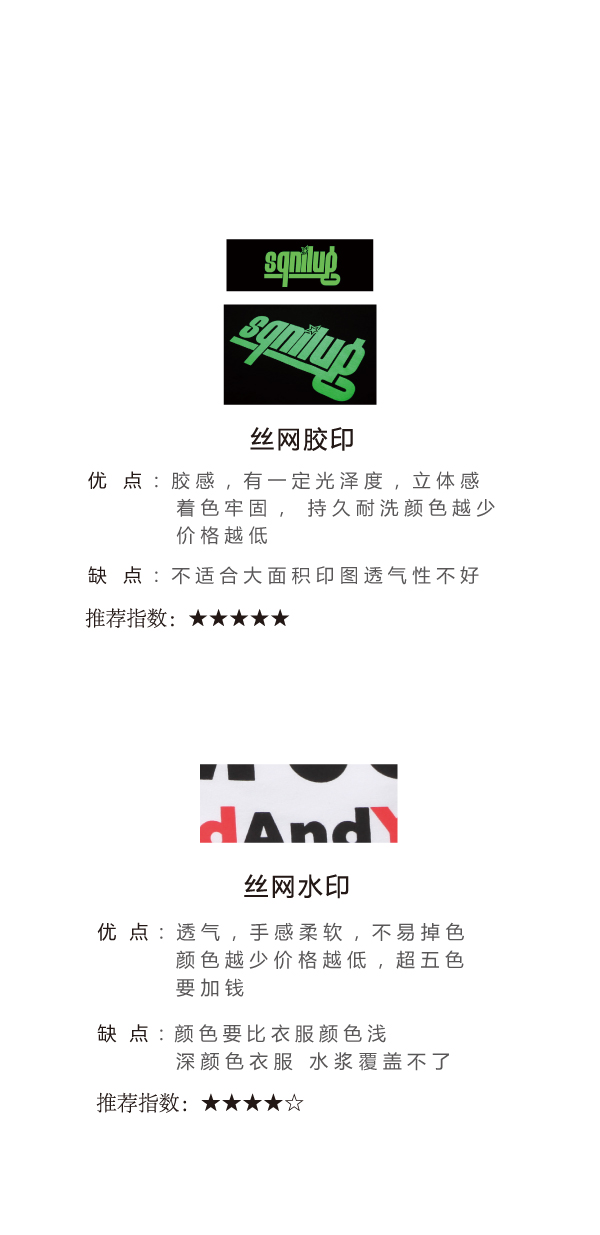 sqnilug
sqnilug
丝网胶印
优 点：胶感，有一定光泽度，立体感
着色牢固， 持久耐洗颜色越少
价格越低
缺 点：不适合大面积印图透气性不好
推荐指数：★★★★★
dAndY
丝网水印
优 点：透气，手感柔软，不易掉色
颜色越少价格越低，超五色
要加钱
缺 点：颜色要比衣服颜色浅
深颜色衣服 水浆覆盖不了
推荐指数：★★★★☆